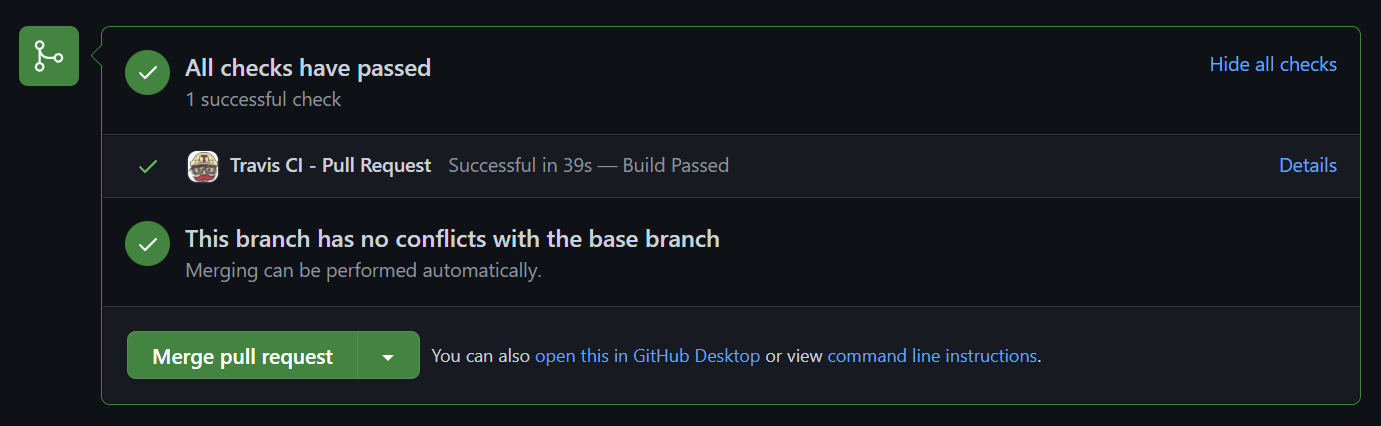 All checks have passed
Hide all checks
1 successful check
Travis CI - Pull Request Successful in 39s — Build Passed
Details
This branch has no conflicts with the base branch
Merging can be performed automatically.
Merge pull request
You can also open this in GitHub Desktop or view command line instructions.